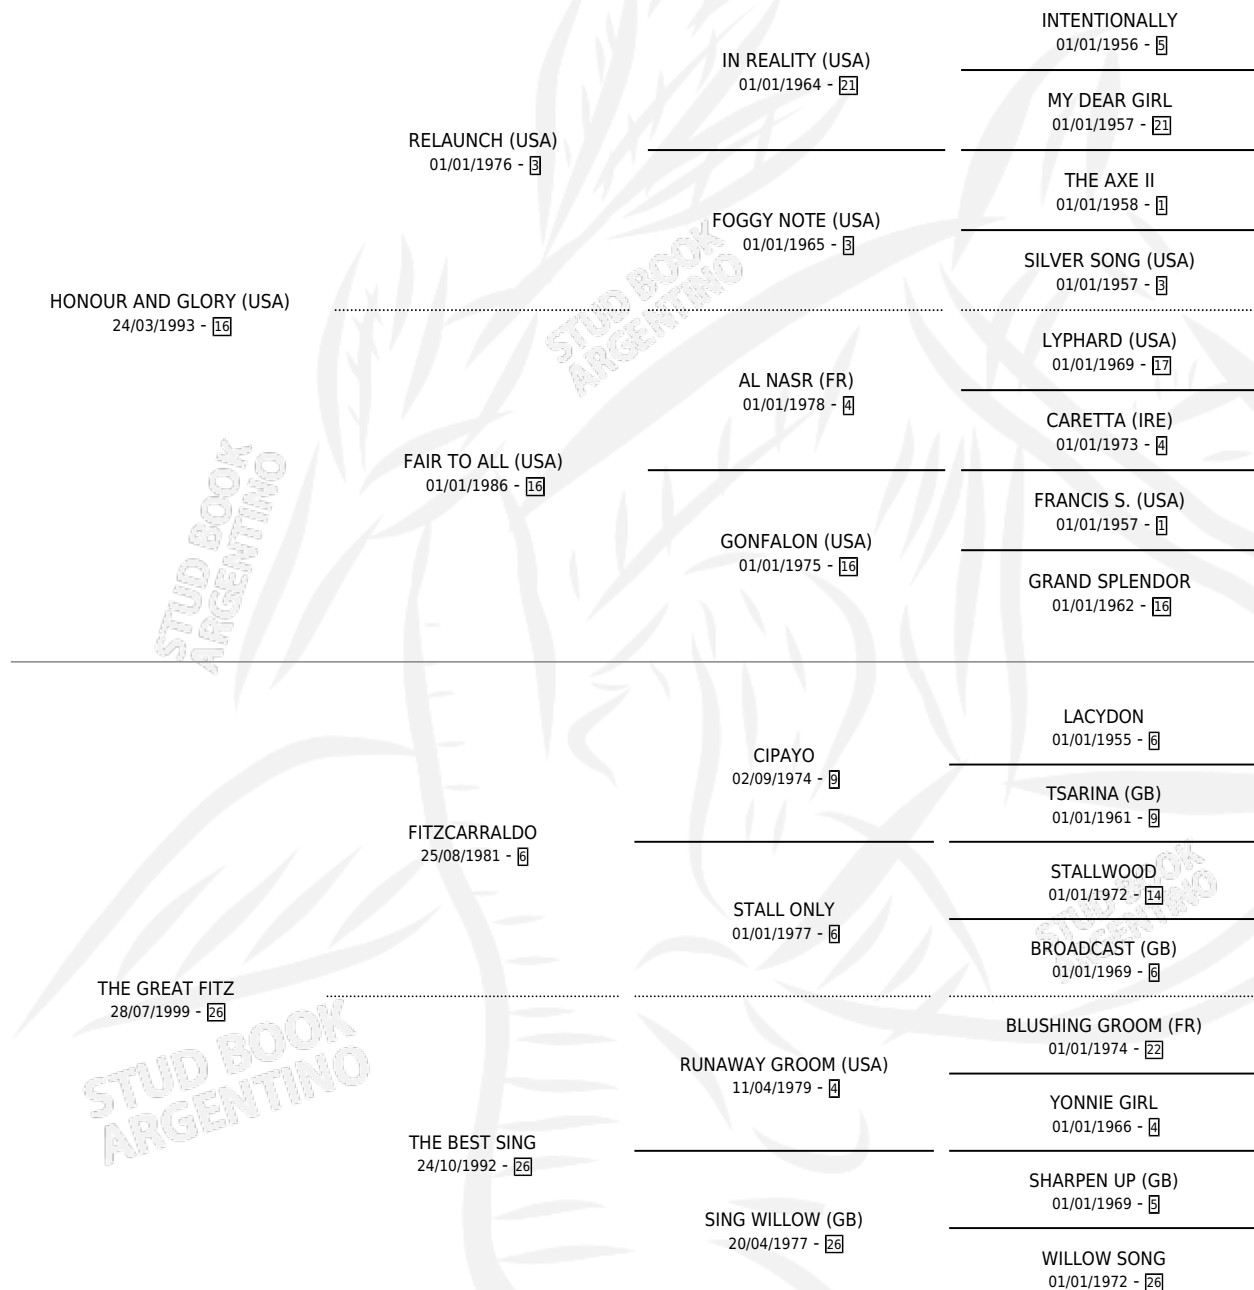 INTENTIONALLY
01/01/1956 - 5
IN REALITY (USA)
01/01/1964 - 21
MY DEAR GIRL
01/01/1957 - 21
RELAUNCH (USA)
01/01/1976 - 3
THE AXE II
01/01/1958 - 1
FOGGY NOTE (USA)
01/01/1965 - 3
SILVER SONG (USA)
01/01/1957 - 3
HONOUR AND GLORY (USA)
24/03/1993 - 16
LYPHARD (USA)
01/01/1969 - 17
AL NASR (FR)
01/01/1978 - 4
CARETTA (IRE)
01/01/1973 - 4
FAIR TO ALL (USA)
01/01/1986 - 16
FRANCIS S. (USA)
01/01/1957 - 1
GONFALON (USA)
01/01/1975 - 16
GRAND SPLENDOR
01/01/1962 - 16
LACYDON
01/01/1955 - 6
CIPAYO
02/09/1974 - 9
TSARINA (GB)
01/01/1961 - 9
FITZCARRALDO
25/08/1981 - 6
STALLWOOD
01/01/1972 - 14
STALL ONLY
01/01/1977 - 6
BROADCAST (GB)
01/01/1969 - 6
THE GREAT FITZ
28/07/1999 - 26
BLUSHING GROOM (FR)
01/01/1974 - 22
RUNAWAY GROOM (USA)
11/04/1979 - 4
YONNIE GIRL
01/01/1966 - 4
THE BEST SING
24/10/1992 - 26
SHARPEN UP (GB)
01/01/1969 - 5
SING WILLOW (GB)
20/04/1977 - 26
WILLOW SONG
01/01/1972 - 26
STUD BOOK
ARGENTINO
STUD BOOK
ARGENTINO
STUD BOOK
ARGENTINO
STUD BOOK
ARGENTINO